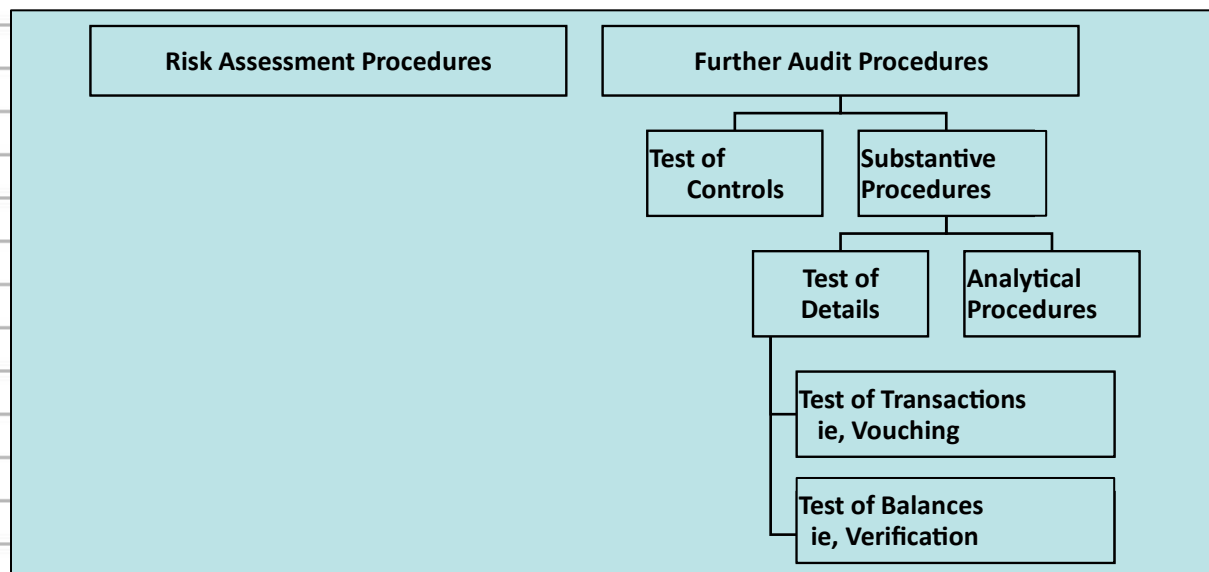 Risk Assessment Procedures
Further Audit Procedures
Test of
Controls
Substantive
Procedures
Test of
Details
Analytical
Procedures
Test of Transactions
ie, Vouching
Test of Balances
ie, Verification